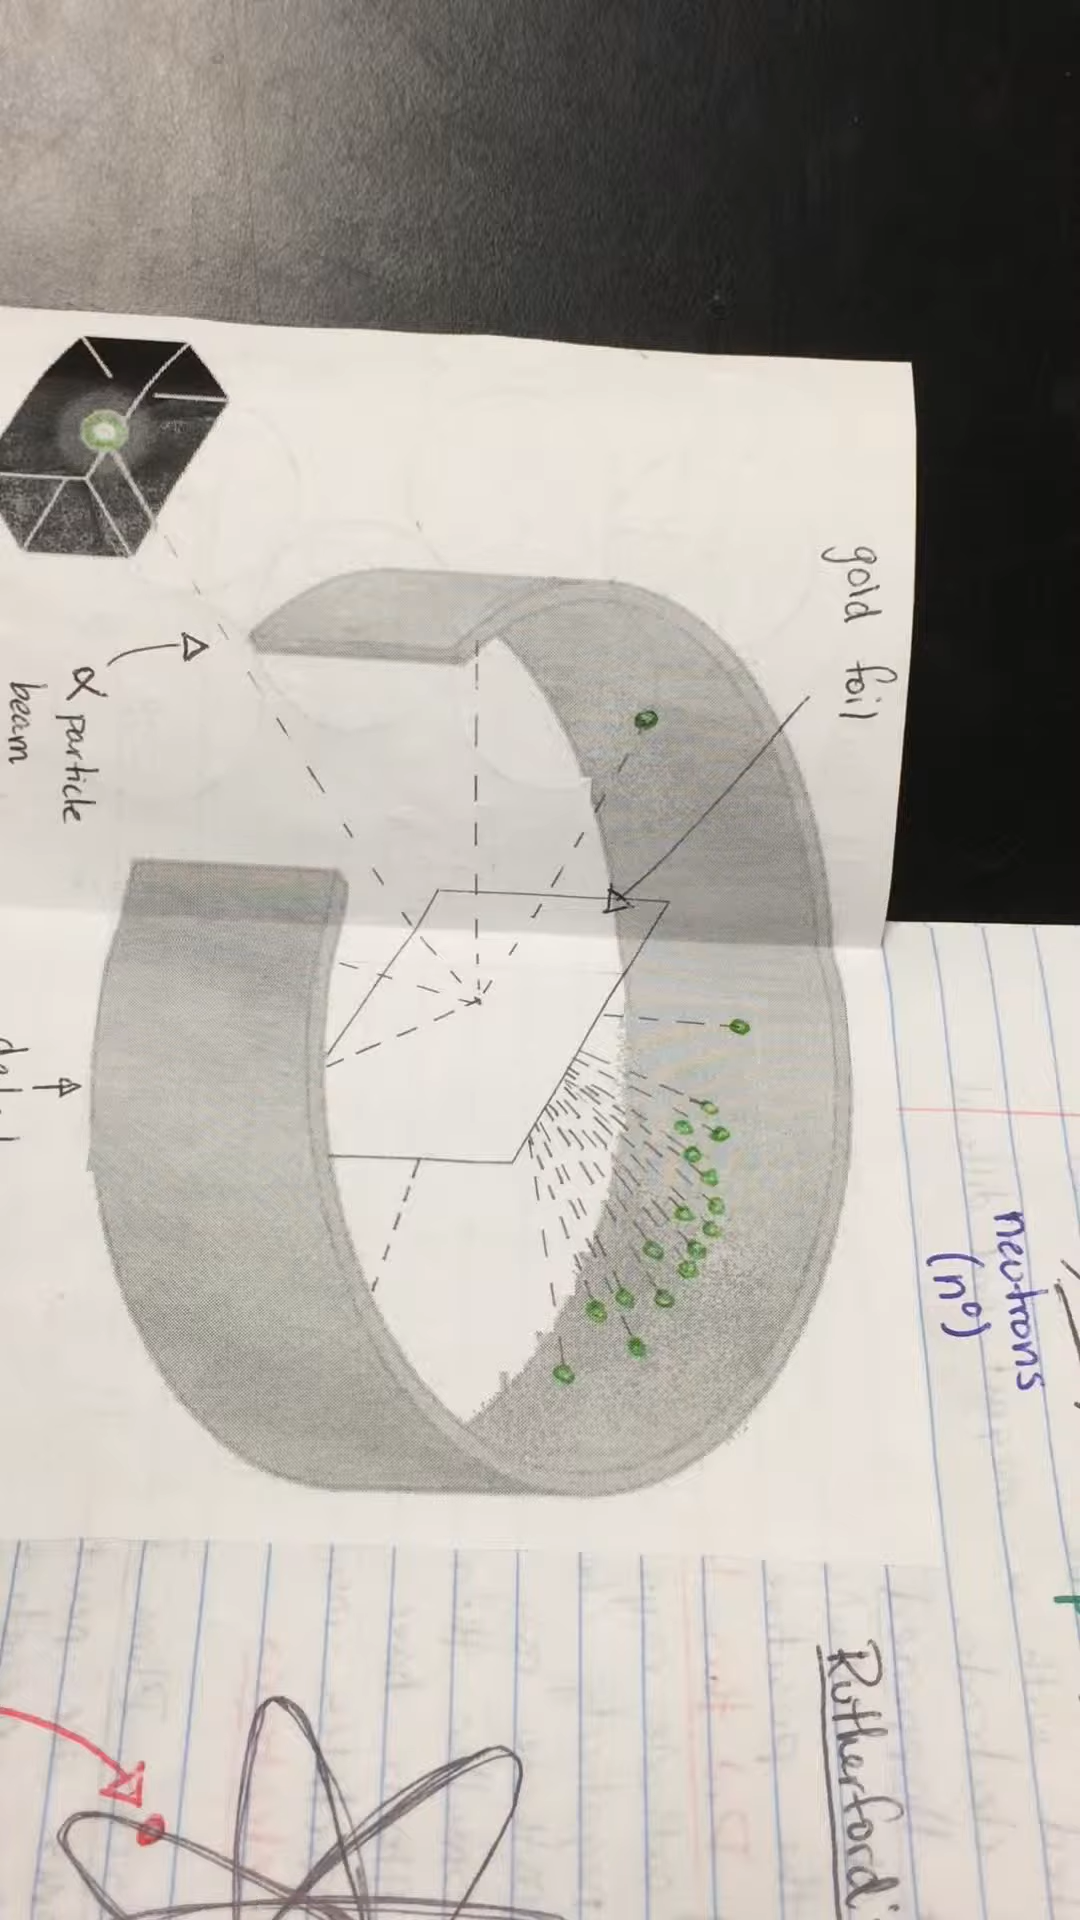 gold foil
α particle
beam
neutrons
(n°)
Rutherford's